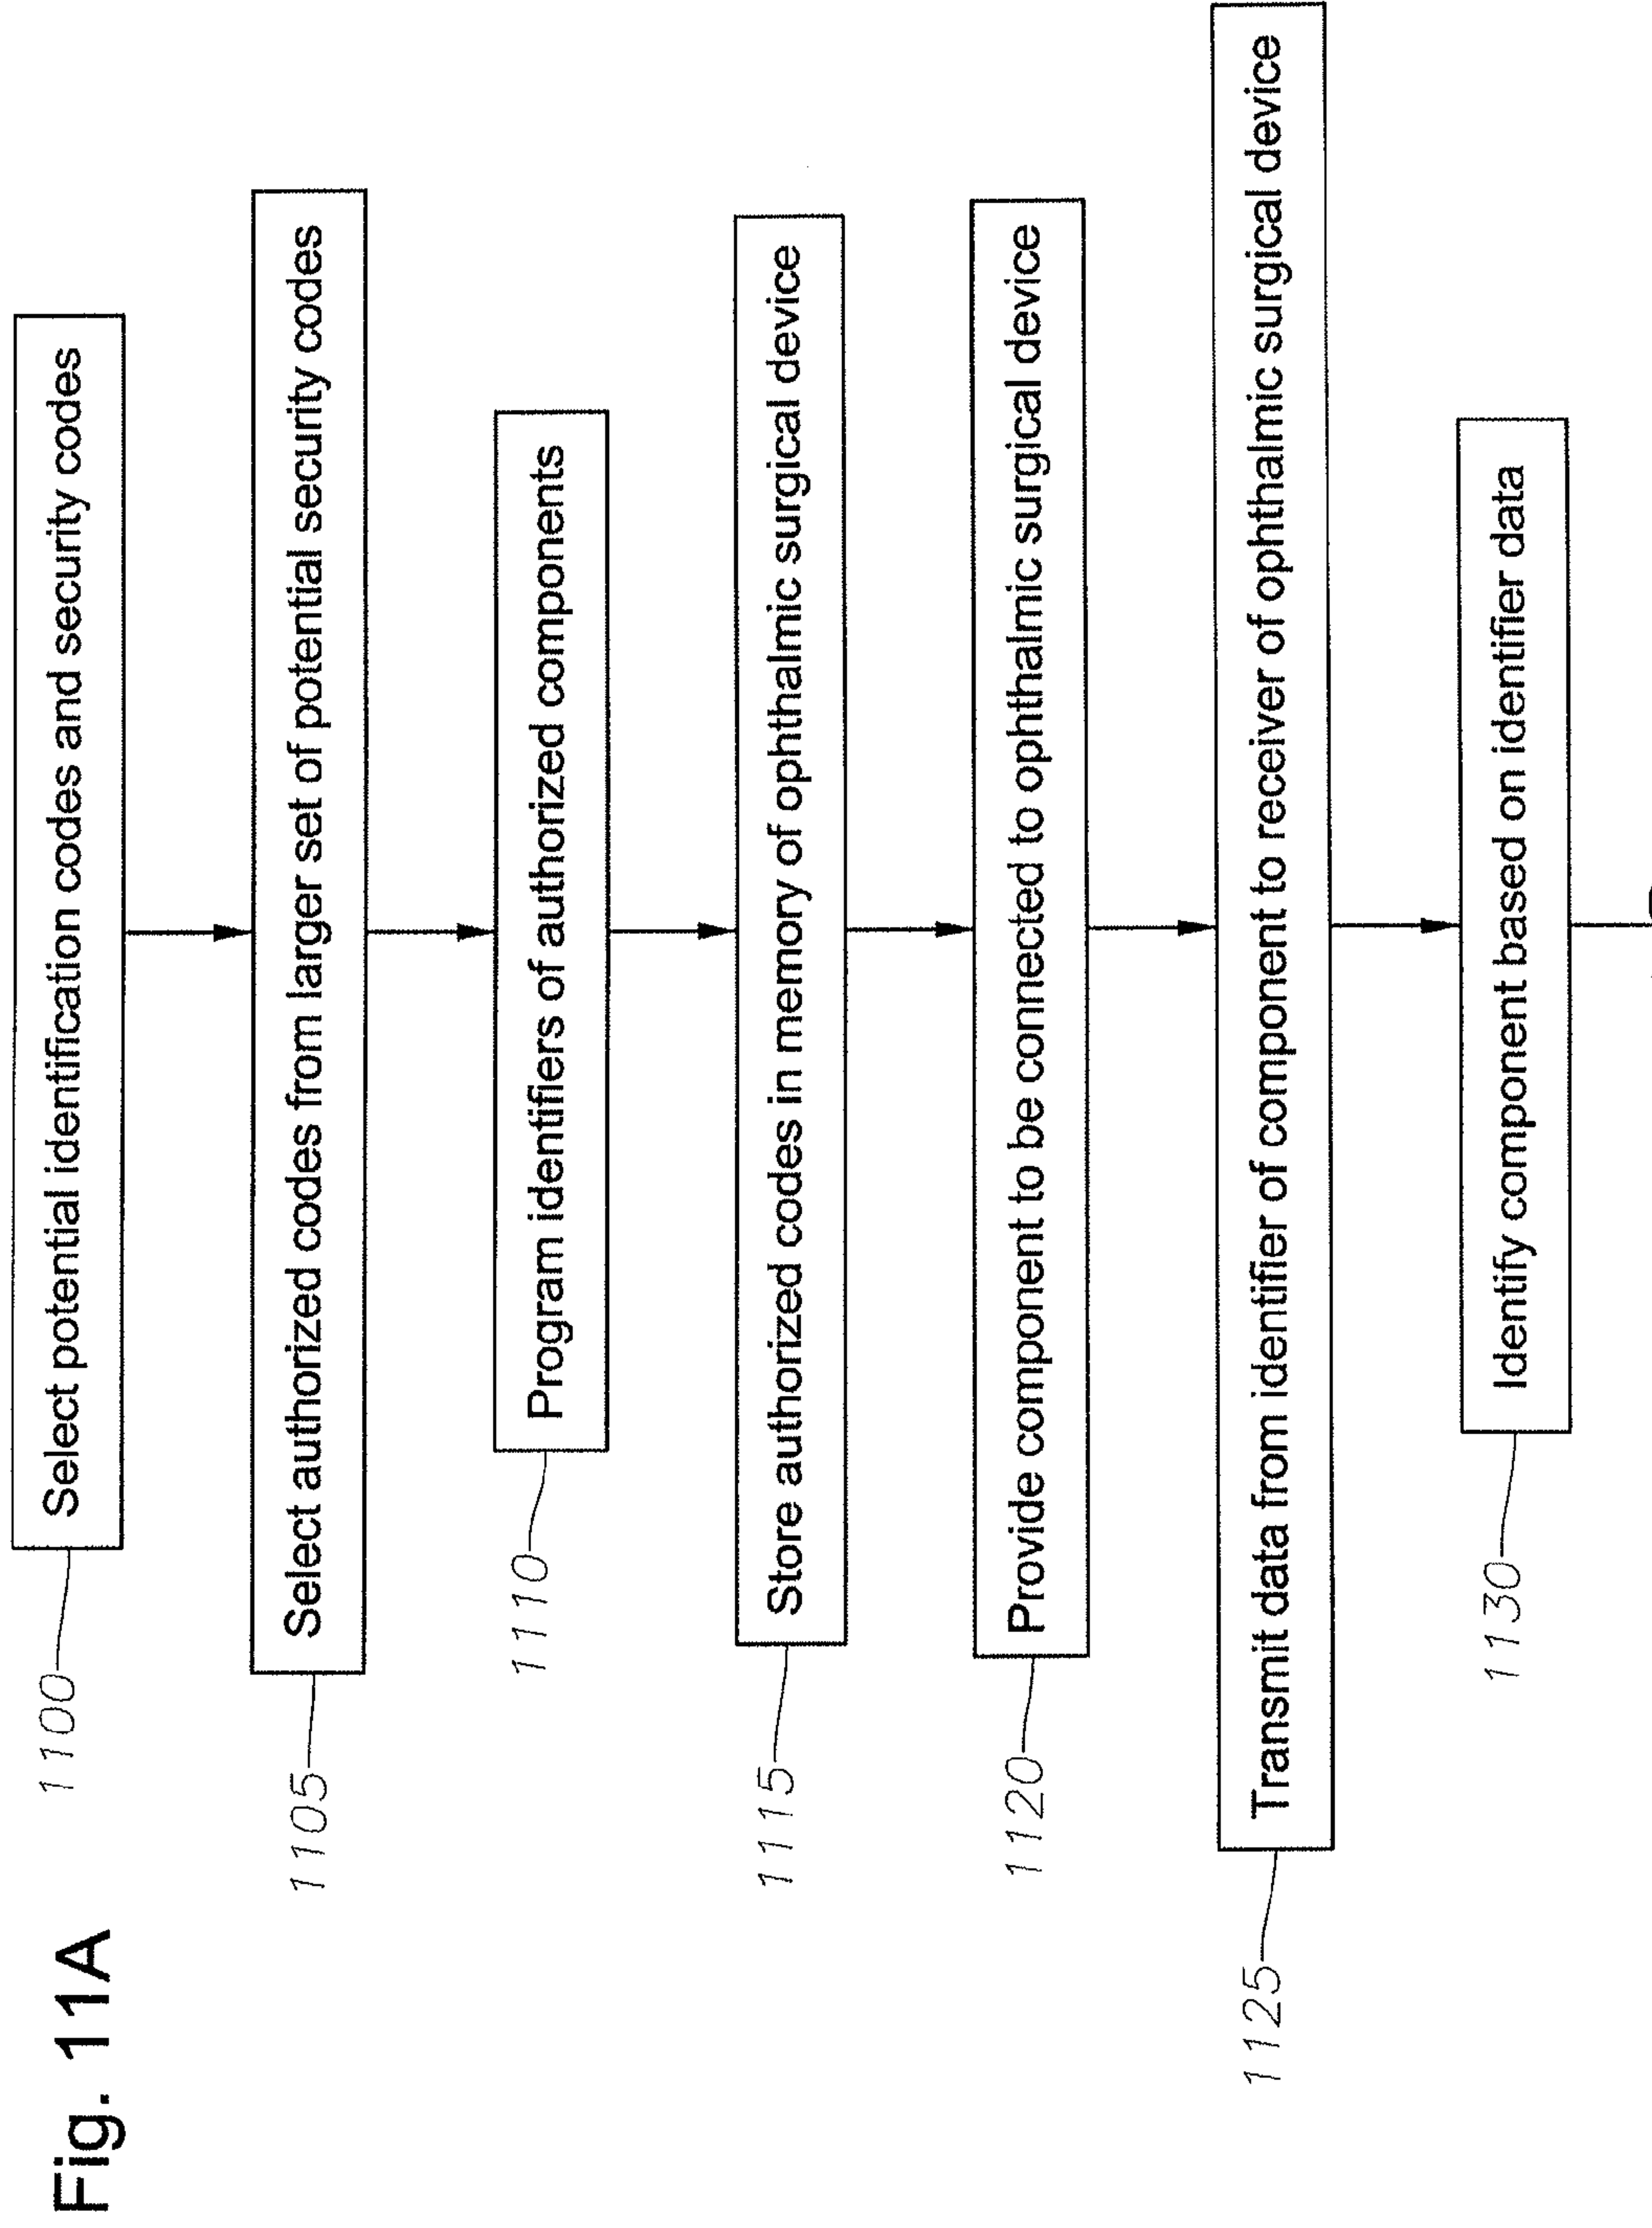 Fig. 11A
1100
Select potential identification codes and security codes
1105
Select authorized codes from larger set of potential security codes
1110
Program identifiers of authorized components
1115
Store authorized codes in memory of ophthalmic surgical device
1120
Provide component to be connected to ophthalmic surgical device
1125
Transmit data from identifier of component to receiver of ophthalmic surgical device
1130
Identify component based on identifier data